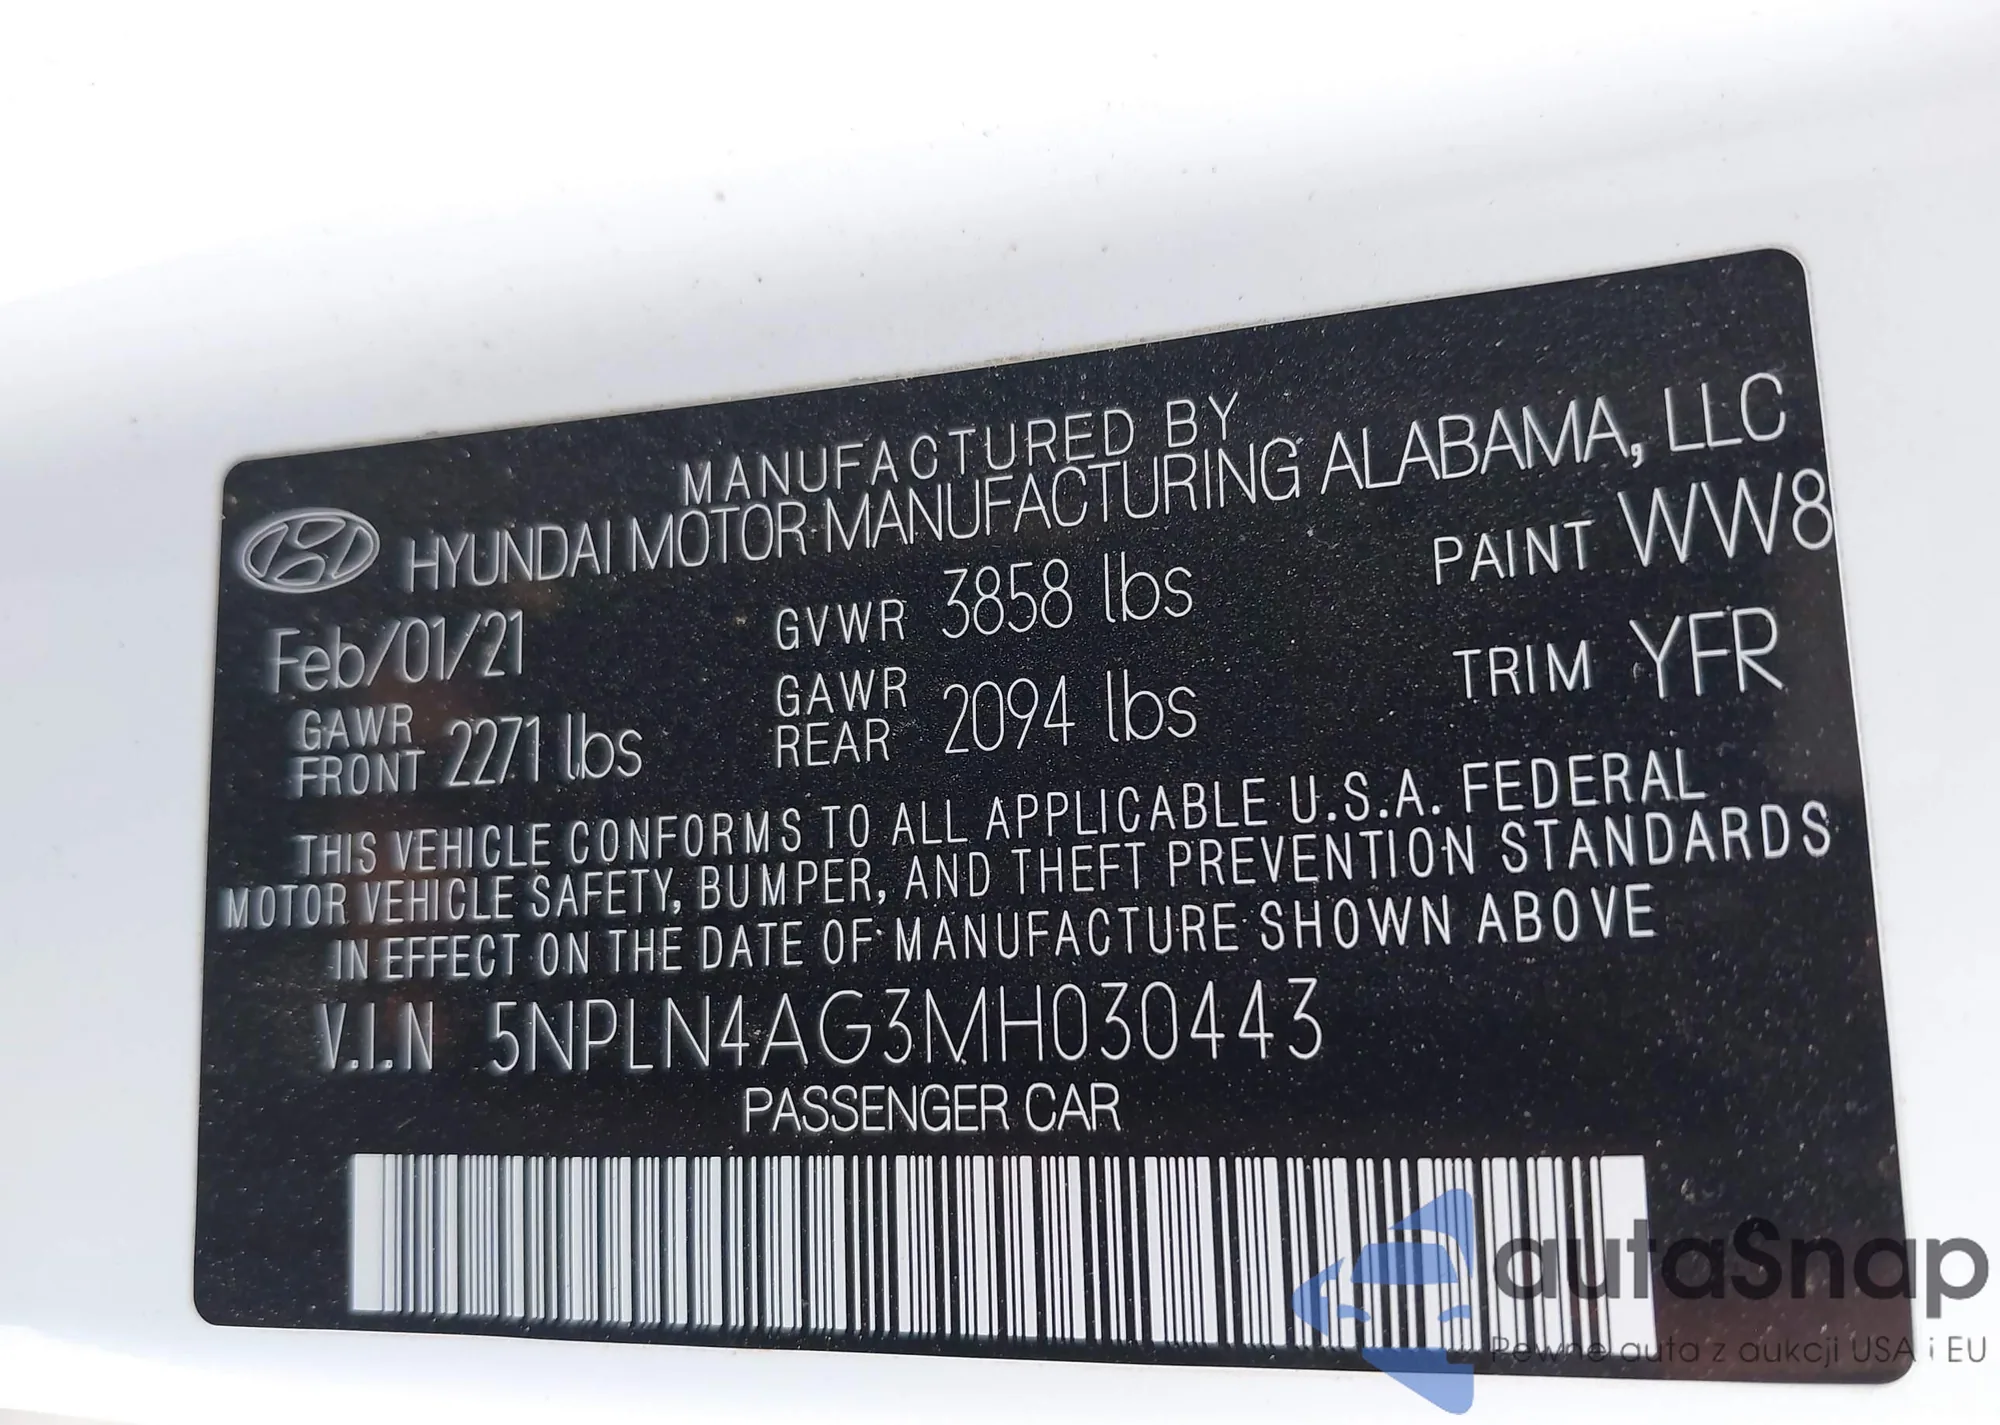 MANUFACTURED BY
HYUNDAI MOTOR MANUFACTURING ALABAMA, LLC
Feb/01/21 GVWR 3858 lbs PAINT WW8
GAWR FRONT 2271 lbs GAWR REAR 2094 lbs TRIM YFR
THIS VEHICLE CONFORMS TO ALL APPLICABLE U.S.A. FEDERAL
MOTOR VEHICLE SAFETY, BUMPER, AND THEFT PREVENTION STANDARDS
IN EFFECT ON THE DATE OF MANUFACTURE SHOWN ABOVE
V.I.N 5NPLN4AG3MH030443
PASSENGER CAR
autaSnap
Pewne auta z aukcji USA i EU